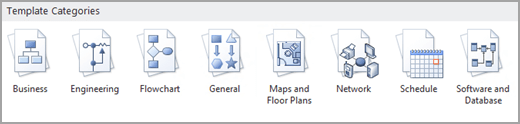 Template Categories
Business Engineering Flowchart General Maps and Floor Plans Network Schedule Software and Database